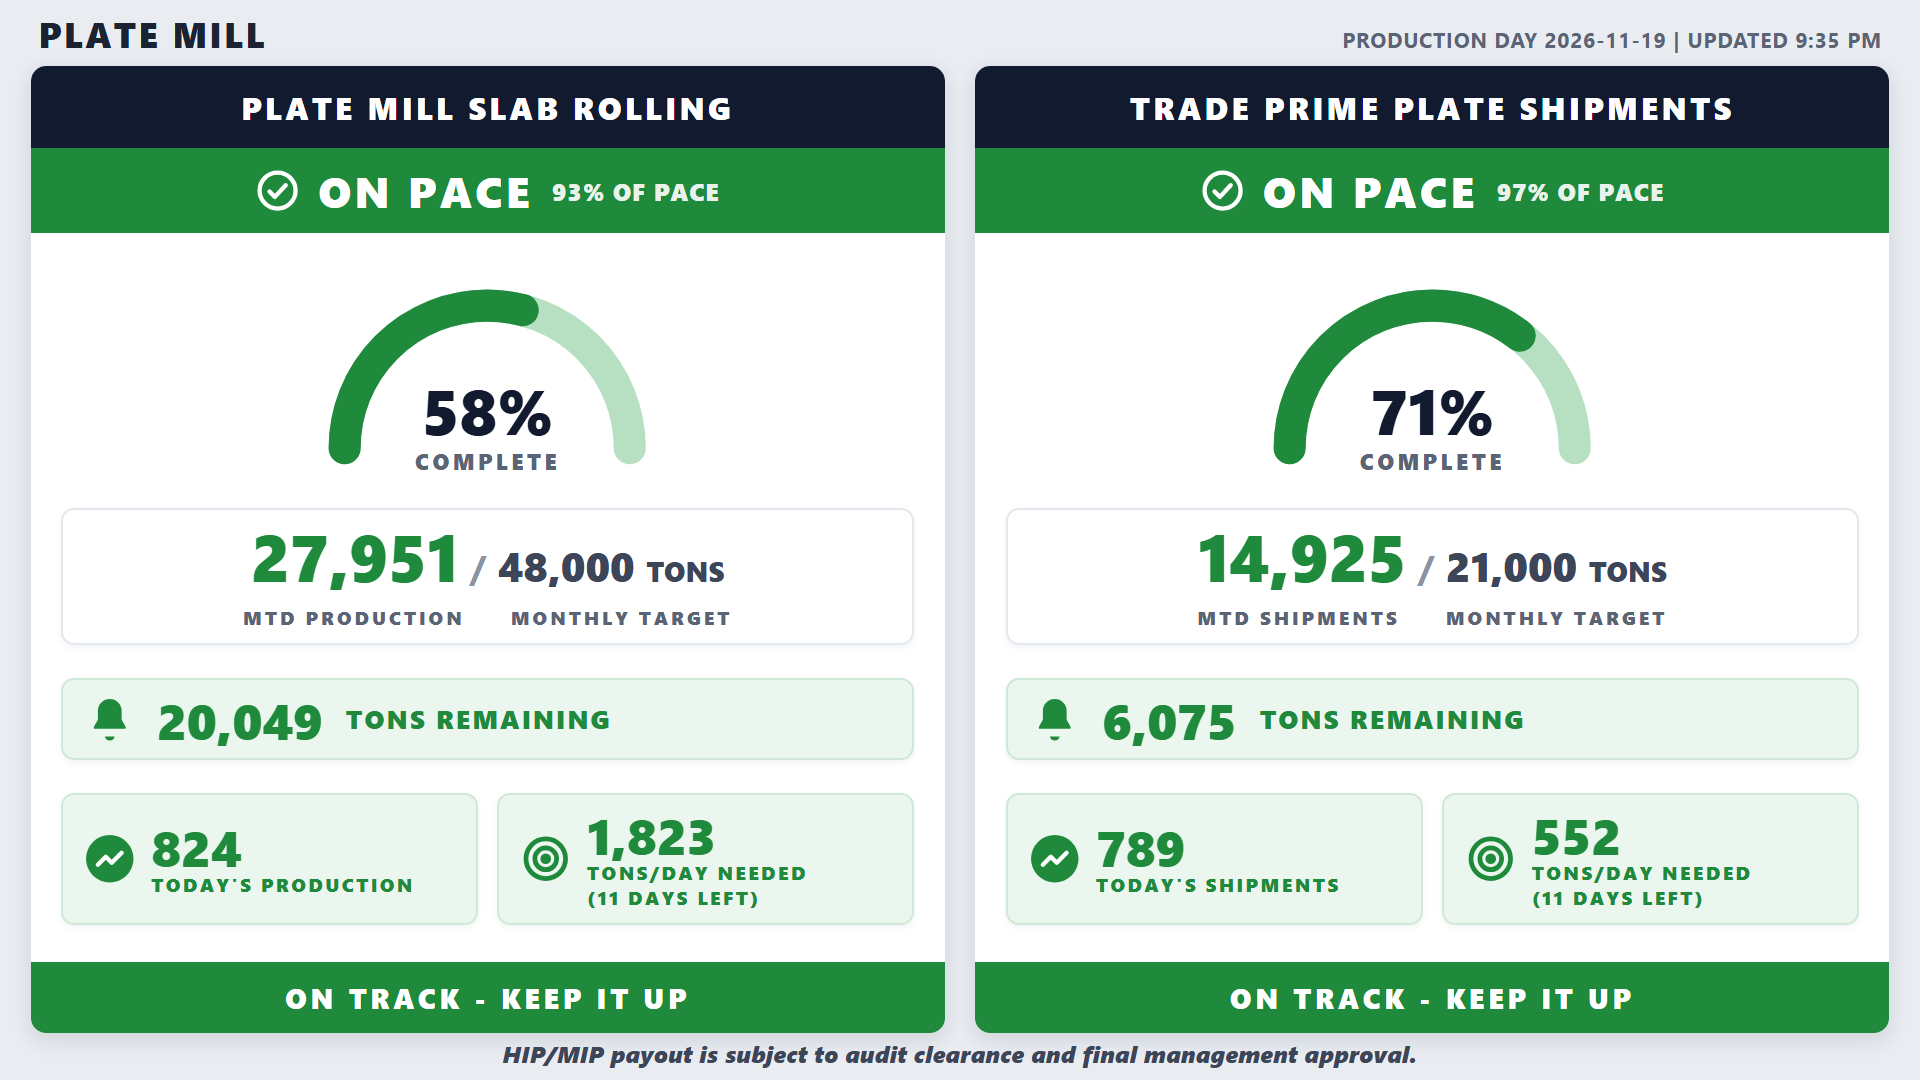 PLATE MILL
PRODUCTION DAY 2026-11-19 | UPDATED 9:35 PM
PLATE MILL SLAB ROLLING
ON PACE 93% OF PACE
58%
COMPLETE
27,951 / 48,000 TONS
MTD PRODUCTION MONTHLY TARGET
20,049 TONS REMAINING
824
TODAY'S PRODUCTION
1,823
TONS/DAY NEEDED
(11 DAYS LEFT)
ON TRACK - KEEP IT UP
TRADE PRIME PLATE SHIPMENTS
ON PACE 97% OF PACE
71%
COMPLETE
14,925 / 21,000 TONS
MTD SHIPMENTS MONTHLY TARGET
6,075 TONS REMAINING
789
TODAY'S SHIPMENTS
552
TONS/DAY NEEDED
(11 DAYS LEFT)
ON TRACK - KEEP IT UP
HIP/MIP payout is subject to audit clearance and final management approval.